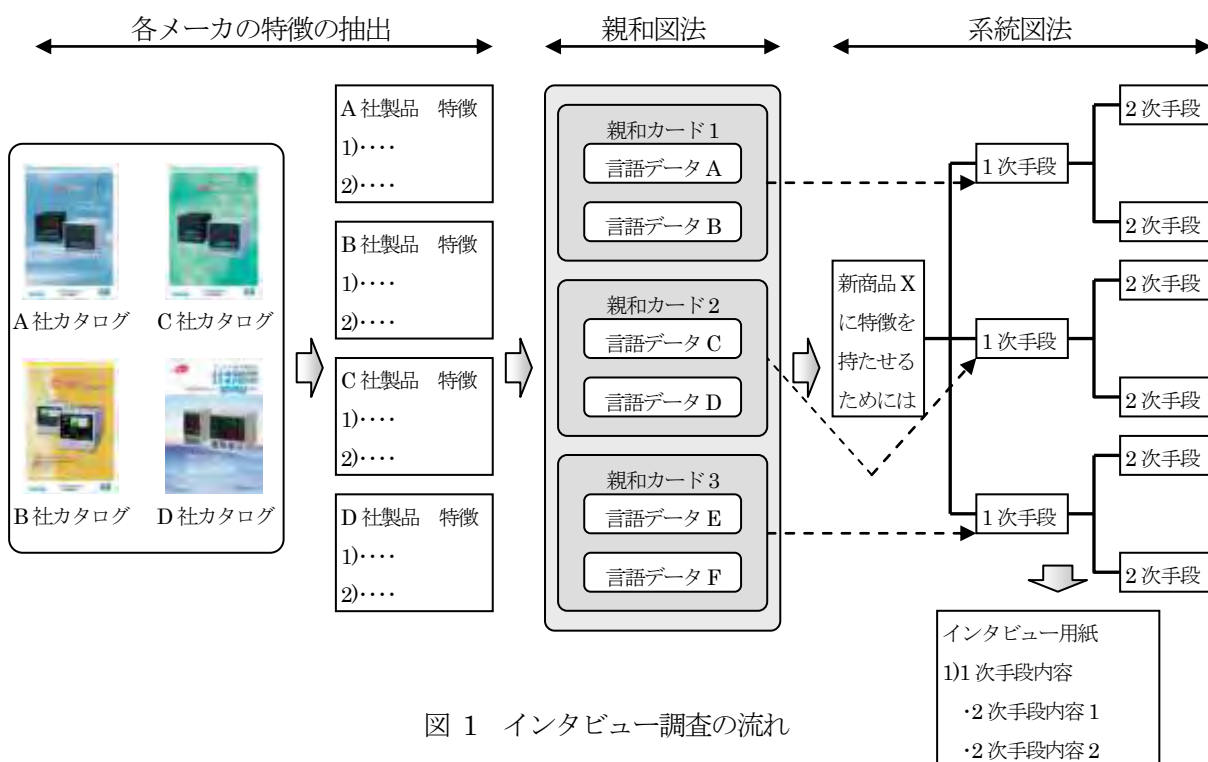 各メーカの特徴の抽出
親和図法
系統図法
A社カタログ
C社カタログ
B社カタログ
D社カタログ
A社製品　特徴
1)‥‥
2)‥‥
B社製品　特徴
1)‥‥
2)‥‥
C社製品　特徴
1)‥‥
2)‥‥
D社製品　特徴
1)‥‥
2)‥‥
親和カード1
言語データA
言語データB
親和カード2
言語データC
言語データD
親和カード3
言語データE
言語データF
新商品X
に特徴を
持たせる
ためには
1次手段
1次手段
1次手段
2次手段
2次手段
2次手段
2次手段
2次手段
2次手段
インタビュー用紙
1)1次手段内容
・2次手段内容1
・2次手段内容2
図 1　インタビュー調査の流れ